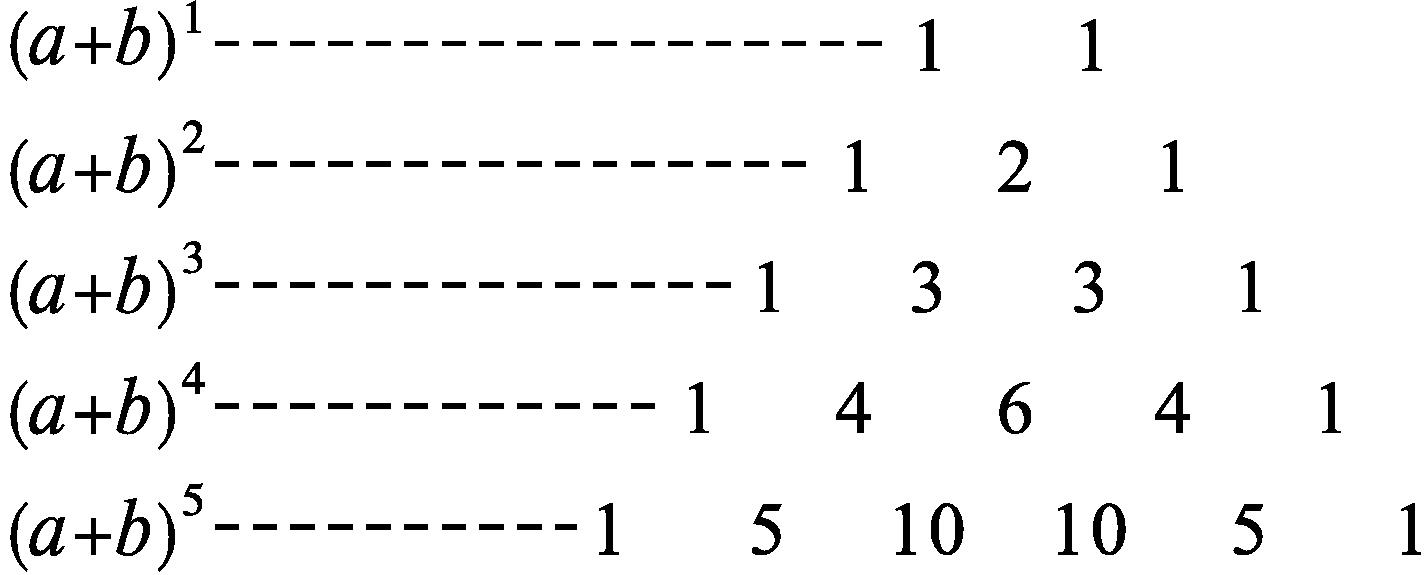 (a+b)¹------------------- 1 1
(a+b)²---------------- 1 2 1
(a+b)³-------------- 1 3 3 1
(a+b)⁴------------ 1 4 6 4 1
(a+b)⁵---------- 1 5 10 10 5 1